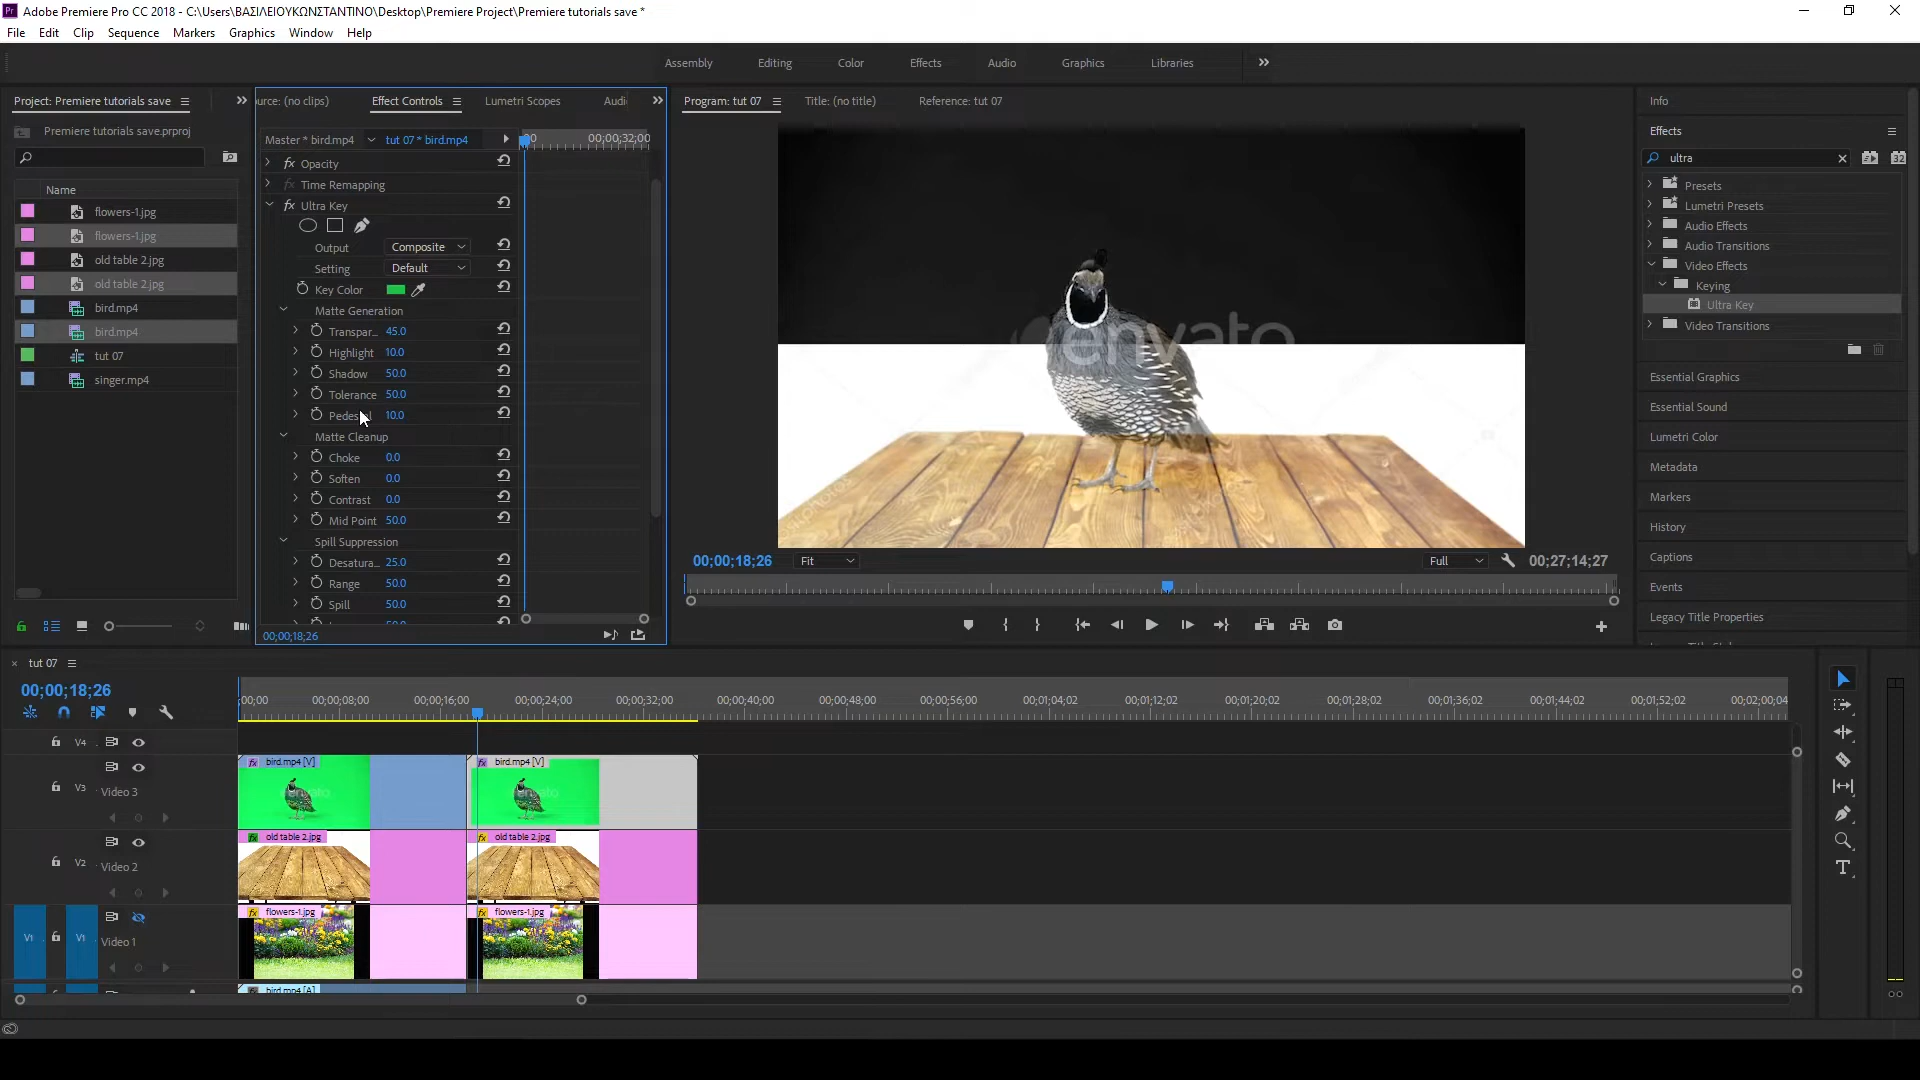 Adobe Premiere Pro CC 2018 - C:\Users\ΒΑΣΙΛΕΙΟΥΚΩΝΣΤΑΝΤΙΝΟ\Desktop\Premiere Project\Premiere tutorials save *
File Edit Clip Sequence Markers Graphics Window Help
Assembly Editing Color Effects Audio Graphics Libraries
Project: Premiere tutorials save
Premiere tutorials save.prproj
Name
flowers-1.jpg
flowers-1.jpg
old table 2.jpg
old table 2.jpg
bird.mp4
bird.mp4
tut 07
singer.mp4
urce: (no clips) Effect Controls Lumetri Scopes Audi
Master * bird.mp4 tut 07 * bird.mp4 00 00;00;32;00
fx Opacity
fx Time Remapping
fx Ultra Key
Output Composite
Setting Default
Key Color
Matte Generation
Transpar... 45.0
Highlight 10.0
Shadow 50.0
Tolerance 50.0
Pedestal 10.0
Matte Cleanup
Choke 0.0
Soften 0.0
Contrast 0.0
Mid Point 50.0
Spill Suppression
Desatura... 25.0
Range 50.0
Spill 50.0
00;00;18;26
Program: tut 07 Title: (no title) Reference: tut 07
envato
00;00;18;26 Fit Full 00;27;14;27
Info
Effects
ultra 32
Presets
Lumetri Presets
Audio Effects
Audio Transitions
Video Effects
Keying
Ultra Key
Video Transitions
Essential Graphics
Essential Sound
Lumetri Color
Metadata
Markers
History
Captions
Events
Legacy Title Properties
tut 07
00;00;18;26
;00;00 00;00;08;00 00;00;16;00 00;00;24;00 00;00;32;00 00;00;40;00 00;00;48;00 00;00;56;00 00;01;04;02 00;01;12;02 00;01;20;02 00;01;28;02 00;01;36;02 00;01;44;02 00;01;52;02 00;02;00;04
V4
fx bird.mp4 [V] fx bird.mp4 [V]
V3 Video 3
fx old table 2.jpg fx old table 2.jpg
V2 Video 2
fx flowers-1.jpg fx flowers-1.jpg
V1 V1 Video 1
bird.mp4 [A]